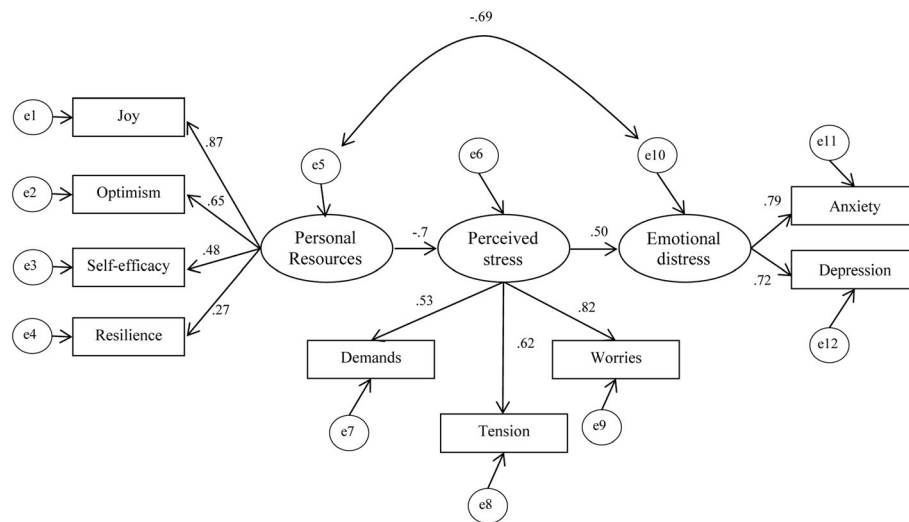 -.69
e1
Joy
.87
e2
Optimism
.65
e3
Self-efficacy
.48
e4
Resilience
.27
e5
Personal
Resources
-.7
e6
Perceived
stress
.50
e10
Emotional
distress
e11
.79
Anxiety
.72
Depression
e12
.53
Demands
e7
.62
Tension
e8
.82
Worries
e9